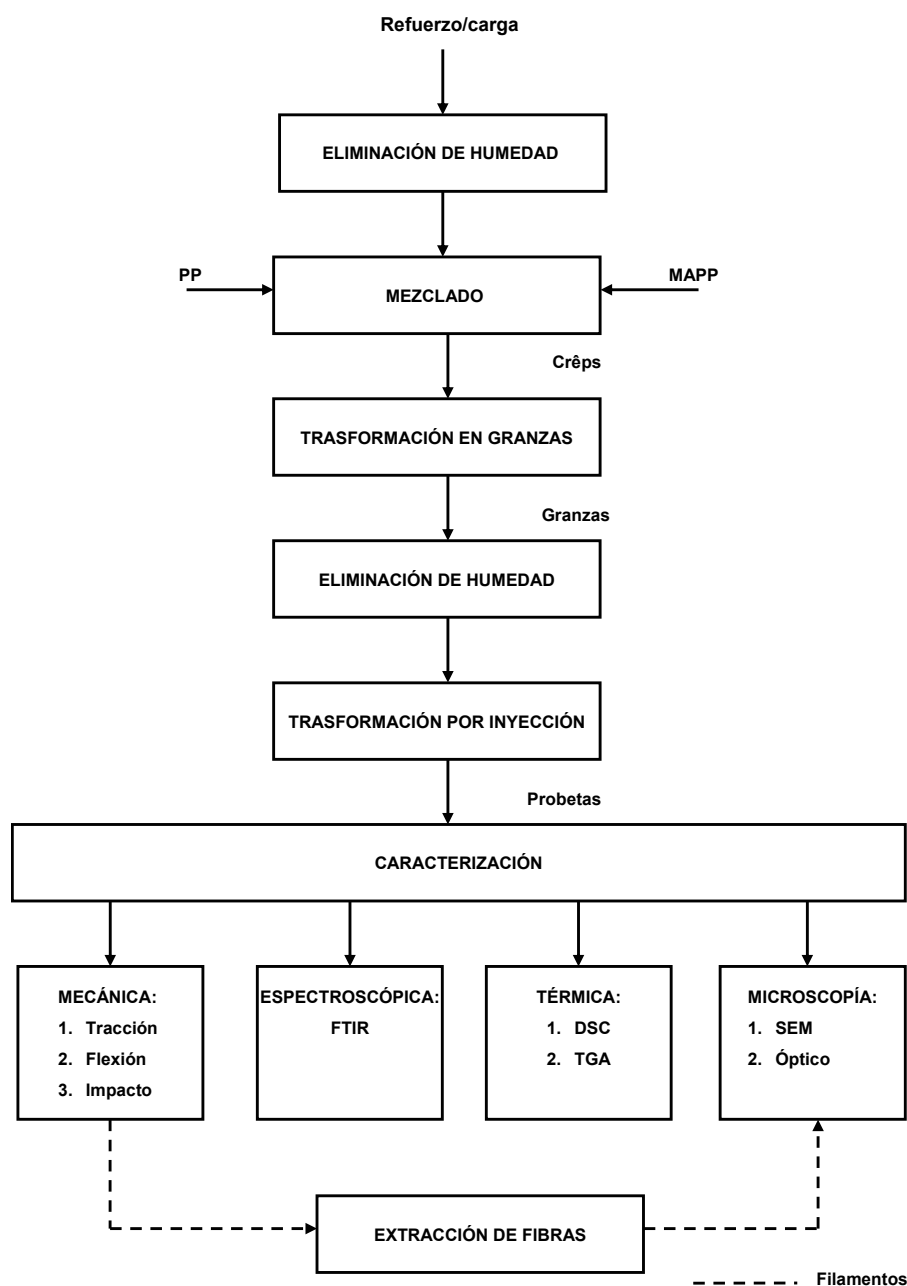 Refuerzo/carga
ELIMINACIÓN DE HUMEDAD
PP
MAPP
MEZCLADO
Crêps
TRASFORMACIÓN EN GRANZAS
Granzas
ELIMINACIÓN DE HUMEDAD
TRASFORMACIÓN POR INYECCIÓN
Probetas
CARACTERIZACIÓN
MECÁNICA:
1. Tracción
2. Flexión
3. Impacto
ESPECTROSCÓPICA:
FTIR
TÉRMICA:
1. DSC
2. TGA
MICROSCOPÍA:
1. SEM
2. Óptico
EXTRACCIÓN DE FIBRAS
Filamentos